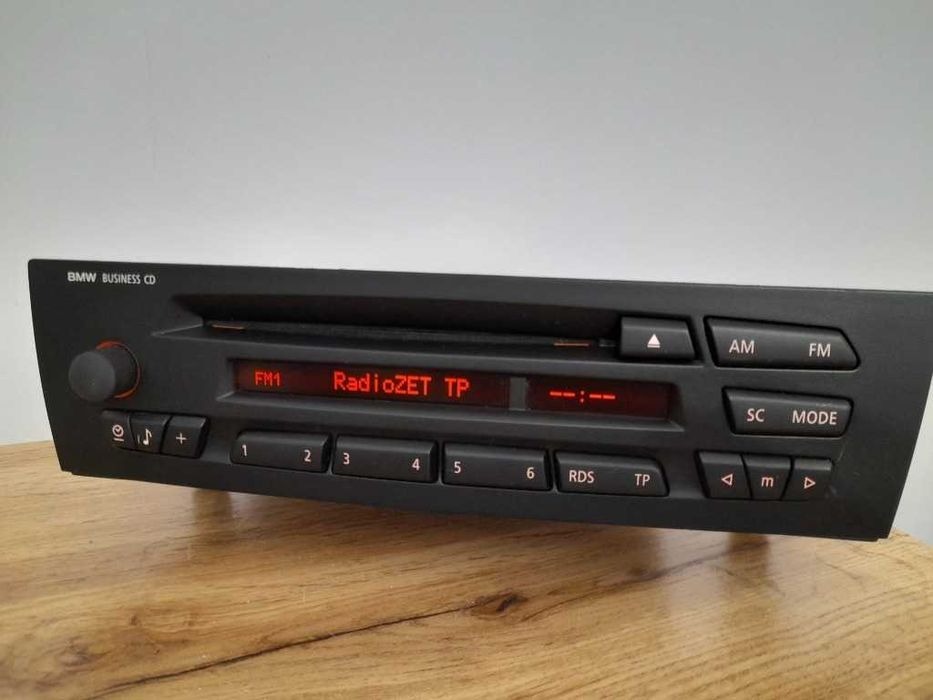 BMW BUSINESS CD
AM FM
FM1 RadioZET TP --:--
SC MODE
+ 1 2 3 4 5 6 RDS TP m